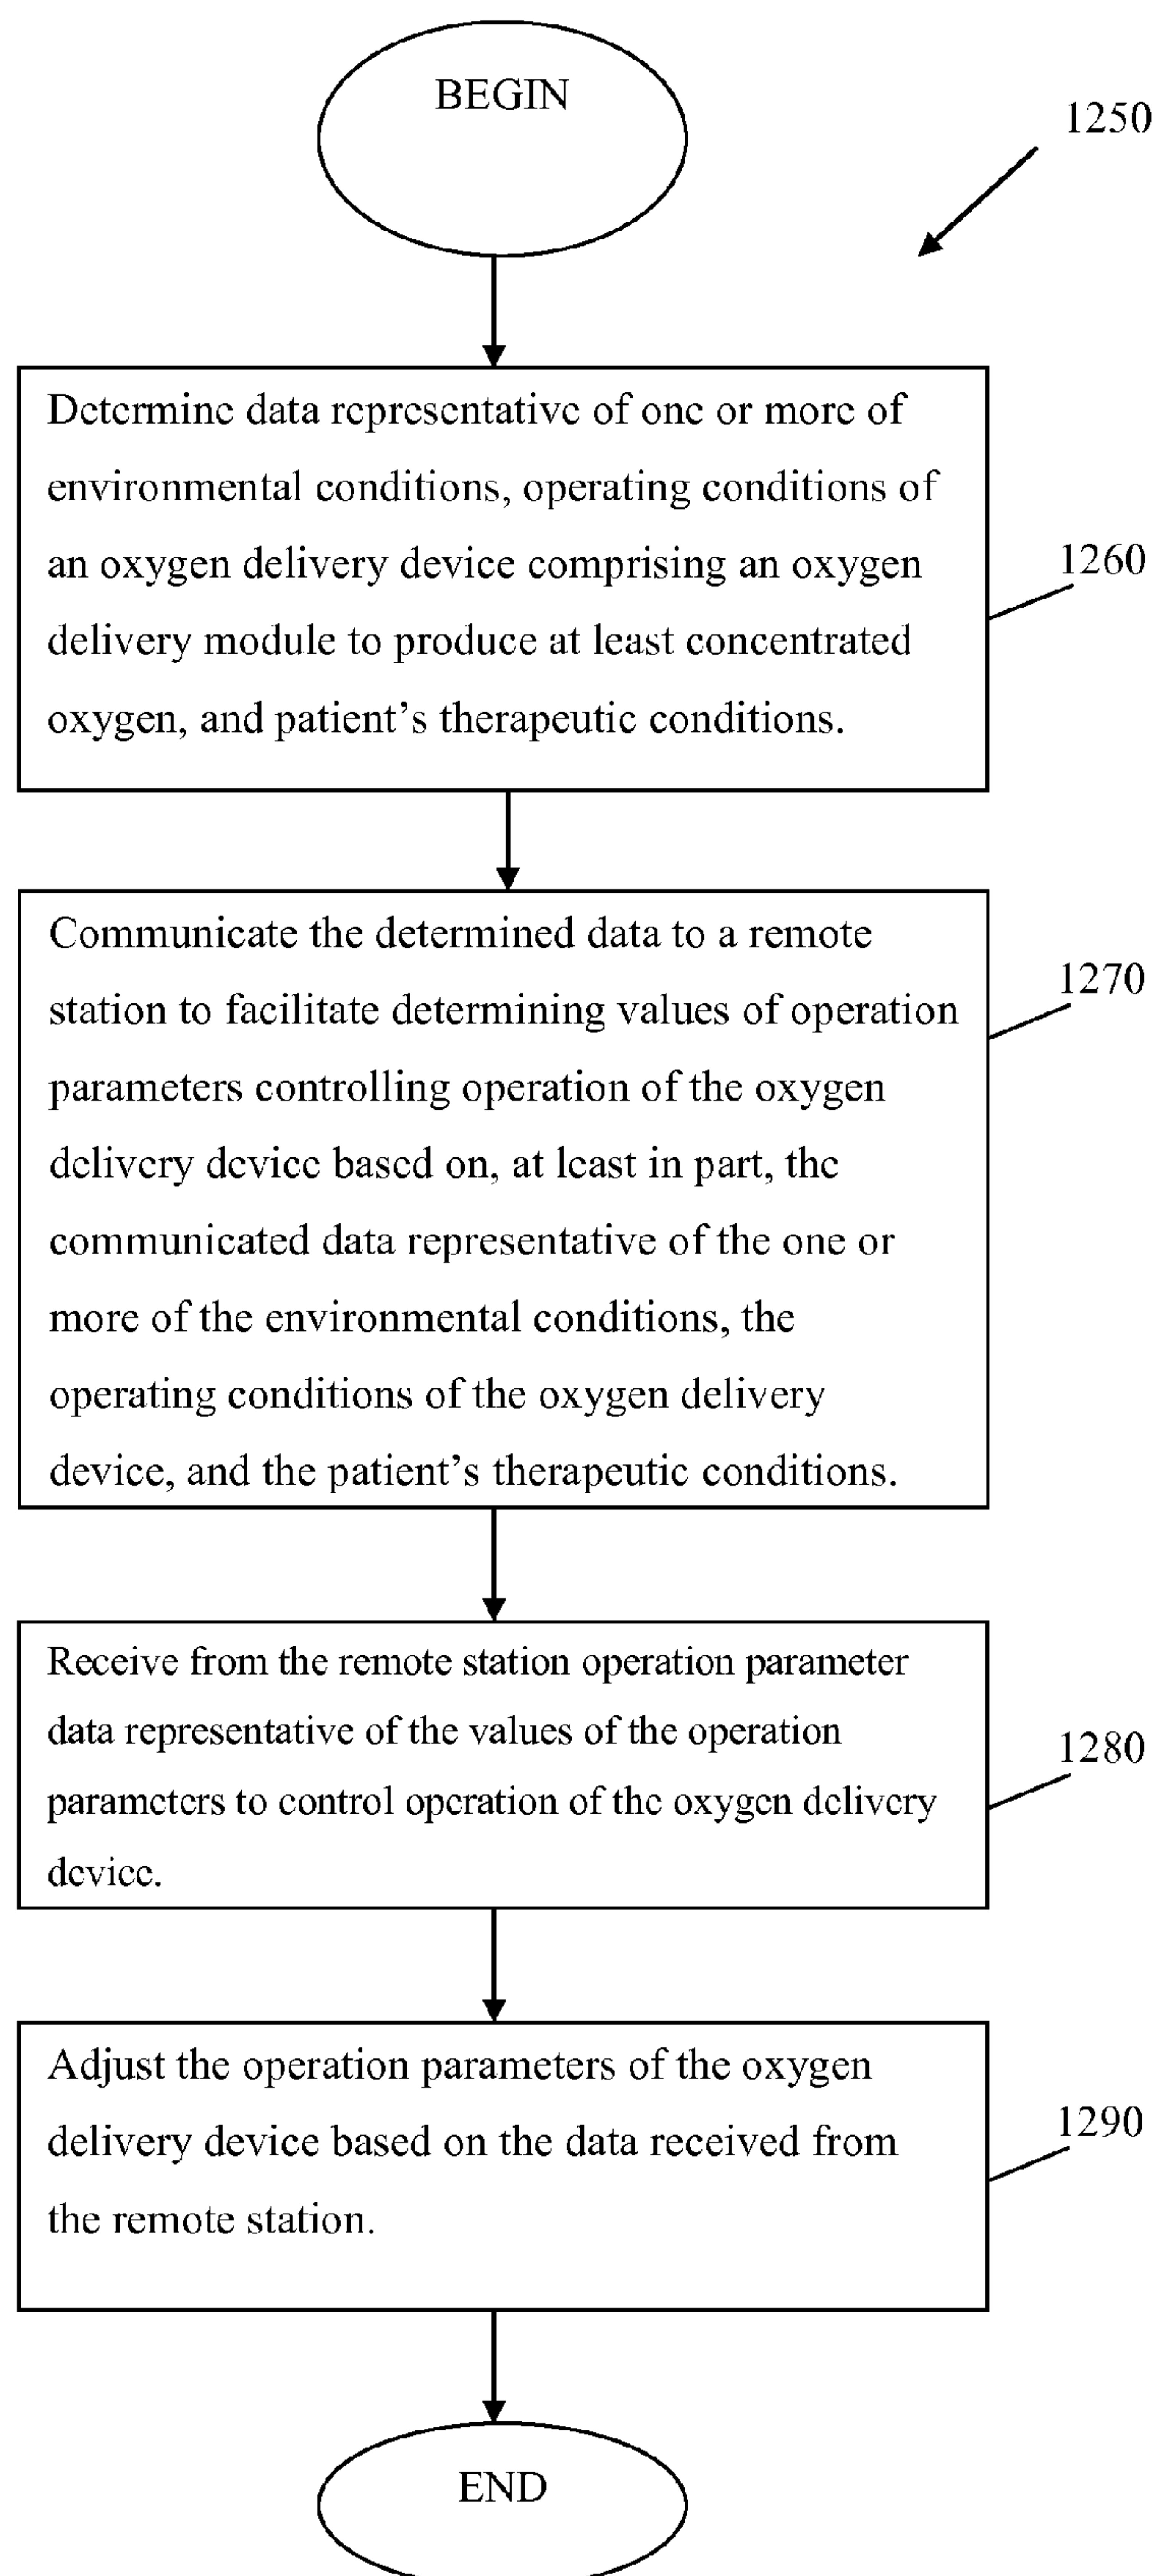 BEGIN
1250
Determine data representative of one or more of
environmental conditions, operating conditions of
an oxygen delivery device comprising an oxygen
delivery module to produce at least concentrated
oxygen, and patient’s therapeutic conditions.
1260
Communicate the determined data to a remote
station to facilitate determining values of operation
parameters controlling operation of the oxygen
delivery device based on, at least in part, the
communicated data representative of the one or
more of the environmental conditions, the
operating conditions of the oxygen delivery
device, and the patient’s therapeutic conditions.
1270
Receive from the remote station operation parameter
data representative of the values of the operation
parameters to control operation of the oxygen delivery
device.
1280
Adjust the operation parameters of the oxygen
delivery device based on the data received from
the remote station.
1290
END